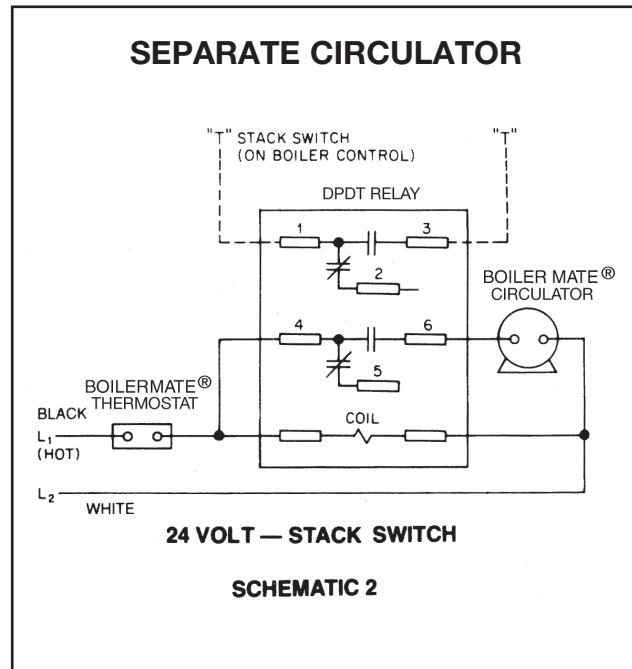 SEPARATE CIRCULATOR
"T" STACK SWITCH
(ON BOILER CONTROL)
"T"
DPDT RELAY
1
3
2
BOILER MATE®
CIRCULATOR
4
6
5
BOILERMATE®
THERMOSTAT
BLACK
L₁
(HOT)
COIL
L₂
WHITE
24 VOLT — STACK SWITCH
SCHEMATIC 2